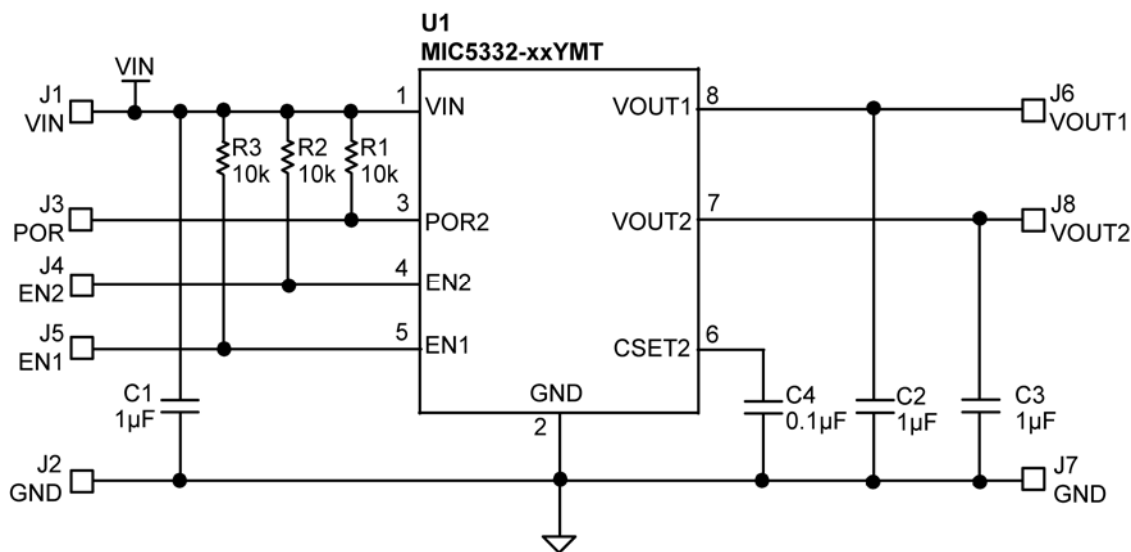 U1
MIC5332-xxYMT
VIN
J1
VIN
1
VIN
VOUT1
8
J6
VOUT1
R3
10k
R2
10k
R1
10k
J3
POR
3
POR2
VOUT2
7
J8
VOUT2
J4
EN2
4
EN2
J5
EN1
5
EN1
CSET2
6
C1
1µF
GND
2
C4
0.1µF
C2
1µF
C3
1µF
J2
GND
J7
GND